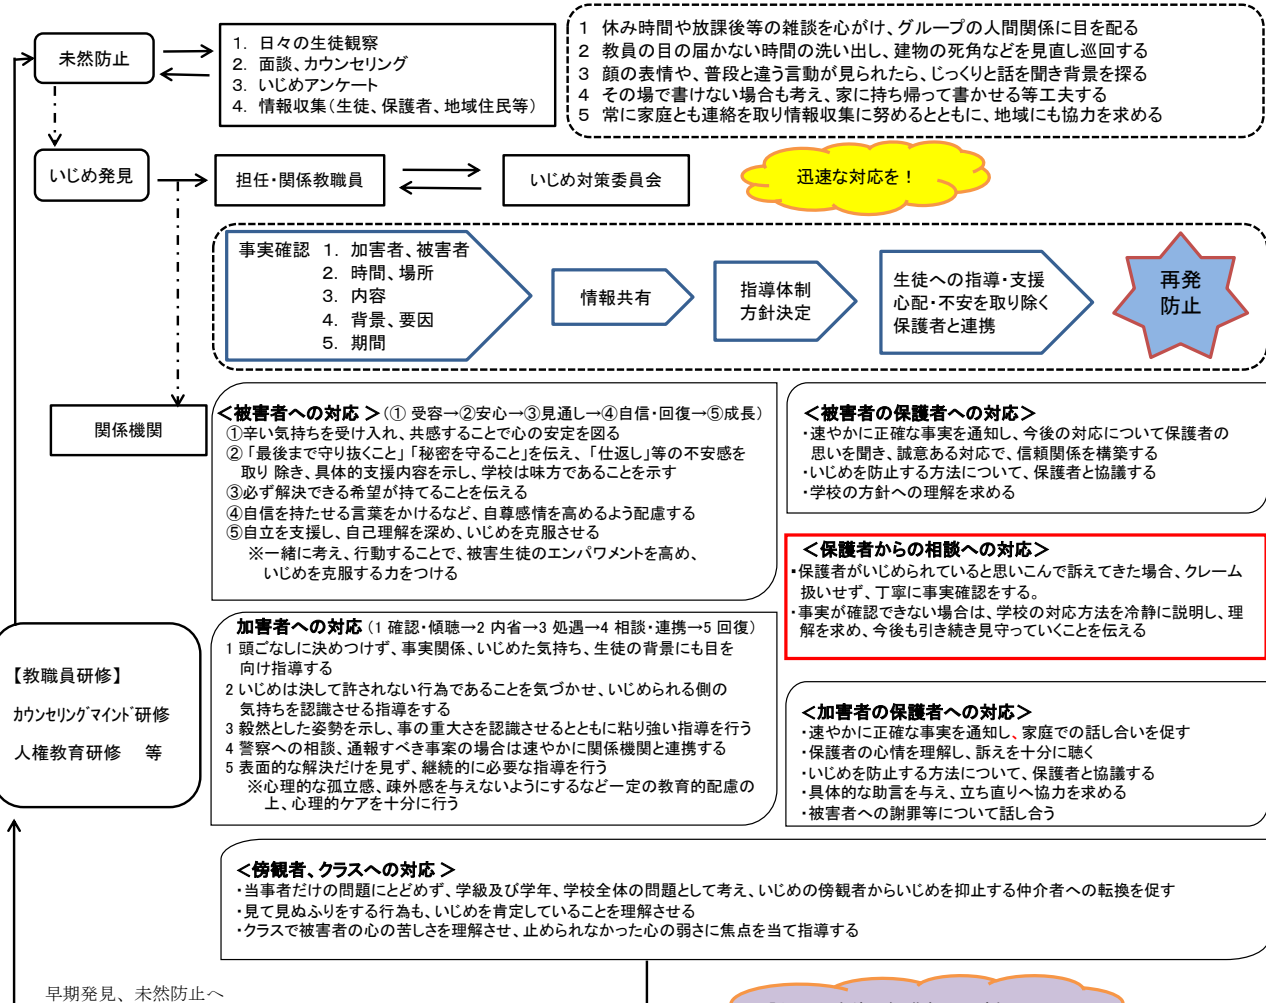 未然防止
1. 日々の生徒観察
2. 面談、カウンセリング
3. いじめアンケート
4. 情報収集(生徒、保護者、地域住民等)
1 休み時間や放課後等の雑談を心がけ、グループの人間関係に目を配る
2 教員の目の届かない時間の洗い出し、建物の死角などを見直し巡回する
3 顔の表情や、普段と違う言動が見られたら、じっくりと話を聞き背景を探る
4 その場で書けない場合も考え、家に持ち帰って書かせる等工夫する
5 常に家庭とも連絡を取り情報収集に努めるとともに、地域にも協力を求める
いじめ発見
担任・関係教職員
いじめ対策委員会
迅速な対応を！
事実確認 1. 加害者、被害者
2. 時間、場所
3. 内容
4. 背景、要因
5. 期間
情報共有
指導体制
方針決定
生徒への指導・支援
心配・不安を取り除く
保護者と連携
再発
防止
関係機関
＜被害者への対応 ＞(① 受容→②安心→③見通し→④自信・回復→⑤成長)
①辛い気持ちを受け入れ、共感することで心の安定を図る
② 「最後まで守り抜くこと」 「秘密を守ること」を伝え、 「仕返し」等の不安感を
取り 除き、具体的支援内容を示し、学校は味方であることを示す
③必ず解決できる希望が持てることを伝える
④自信を持たせる言葉をかけるなど、自尊感情を高めるよう配慮する
⑤自立を支援し、自己理解を深め、いじめを克服させる
※一緒に考え、行動することで、被害生徒のエンパワメントを高め、
いじめを克服する力をつける
＜被害者の保護者への対応＞
・速やかに正確な事実を通知し、今後の対応について保護者の
思いを聞き、誠意ある対応で、信頼関係を構築する
・いじめを防止する方法について、保護者と協議する
・学校の方針への理解を求める
＜保護者からの相談への対応＞
・保護者がいじめられていると思いこんで訴えてきた場合、クレーム
扱いせず、丁寧に事実確認をする。
・事実が確認できない場合は、学校の対応方法を冷静に説明し、理
解を求め、今後も引き続き見守っていくことを伝える
加害者への対応 (1 確認・傾聴→2 内省→3 処遇→4 相談・連携→5 回復)
1 頭ごなしに決めつけず、事実関係、いじめた気持ち、生徒の背景にも目を
向け指導する
2 いじめは決して許されない行為であることを気づかせ、いじめられる側の
気持ちを認識させる指導をする
3 毅然とした姿勢を示し、事の重大さを認識させるとともに粘り強い指導を行う
4 警察への相談、通報すべき事案の場合は速やかに関係機関と連携する
5 表面的な解決だけを見ず、継続的に必要な指導を行う
※心理的な孤立感、疎外感を与えないようにするなど一定の教育的配慮の
上、心理的ケアを十分に行う
＜加害者の保護者への対応＞
・速やかに正確な事実を通知し、家庭での話し合いを促す
・保護者の心情を理解し、訴えを十分に聴く
・いじめを防止する方法について、保護者と協議する
・具体的な助言を与え、立ち直りへ協力を求める
・被害者への謝罪等について話し合う
【教職員研修】
カウンセリングマインド研修
人権教育研修 等
＜傍観者、クラスへの対応 ＞
・当事者だけの問題にとどめず、学級及び学年、学校全体の問題として考え、いじめの傍観者からいじめを抑止する仲介者への転換を促す
・見て見ぬふりをする行為も、いじめを肯定していることを理解させる
・クラスで被害者の心の苦しさを理解させ、止められなかった心の弱さに焦点を当て指導する
早期発見、未然防止へ